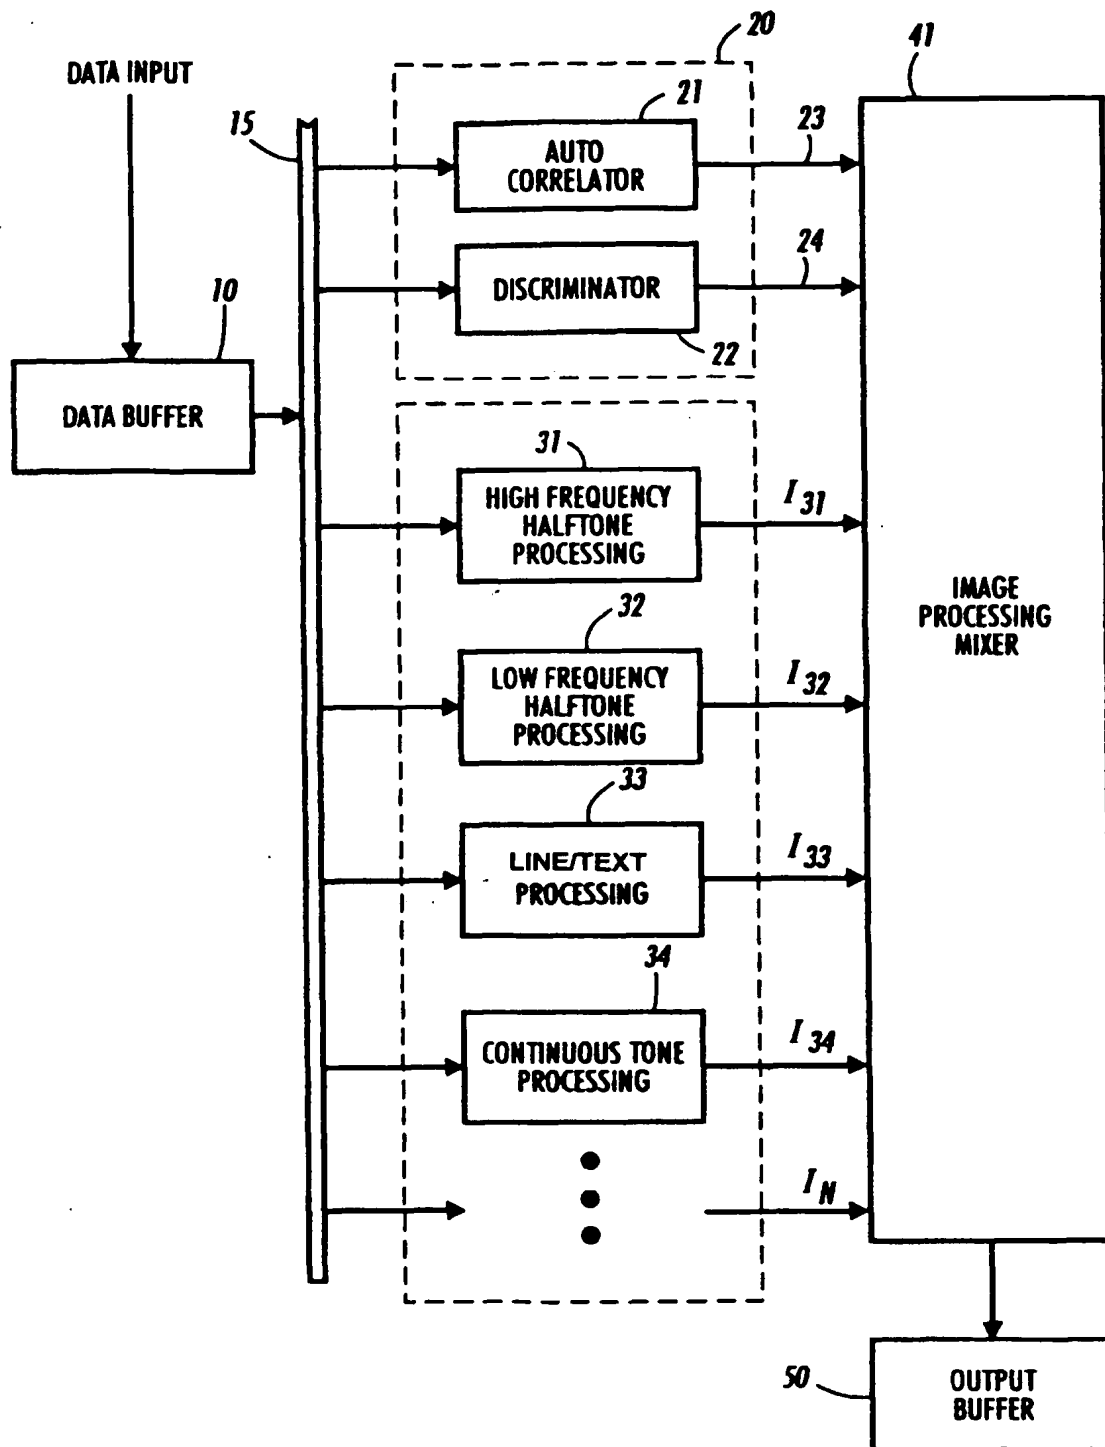 20
41
DATA INPUT
21
15
23
AUTO
CORRELATOR
24
10
DISCRIMINATOR
22
DATA BUFFER
31
I31
HIGH FREQUENCY
HALFTONE
PROCESSING
IMAGE
PROCESSING
MIXER
32
I32
LOW FREQUENCY
HALFTONE
PROCESSING
33
I33
LINE/TEXT
PROCESSING
34
I34
CONTINUOUS TONE
PROCESSING
IN
50
OUTPUT
BUFFER